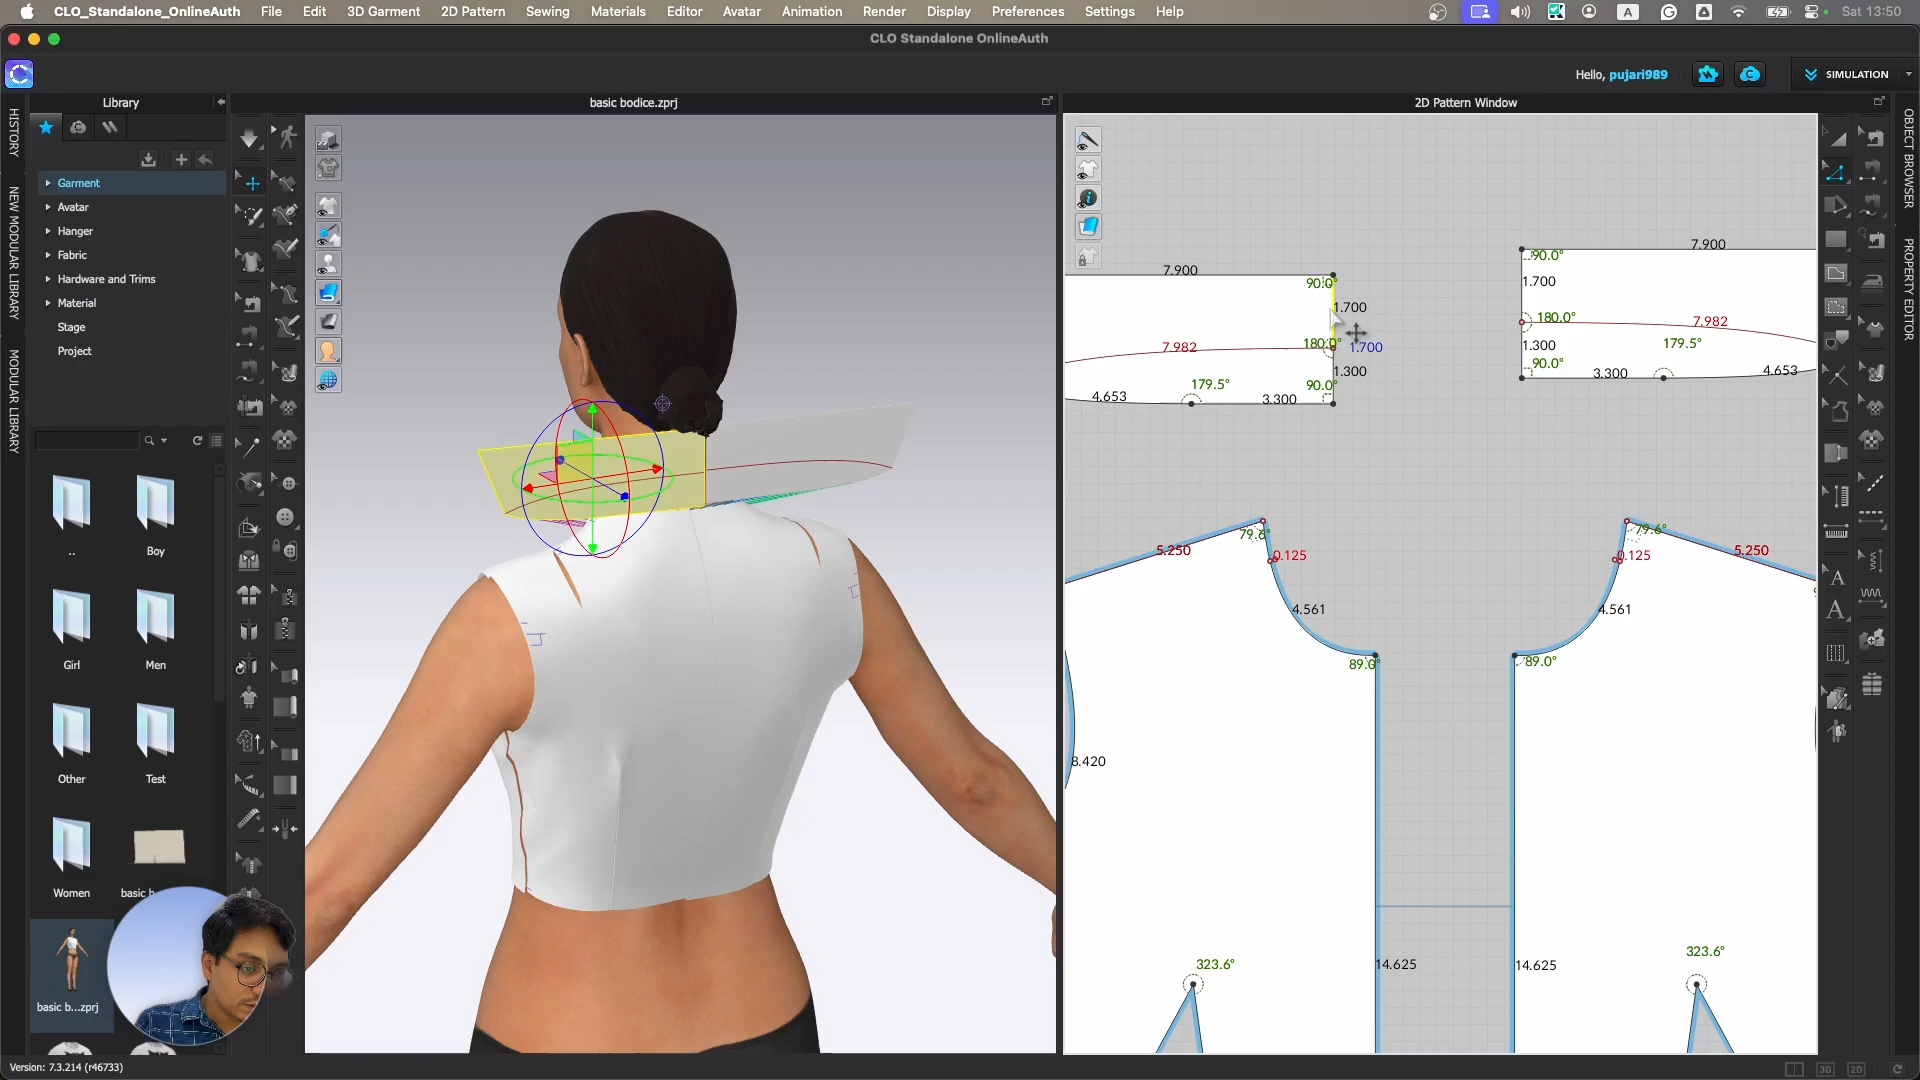 CLO_Standalone_OnlineAuth File Edit 3D Garment 2D Pattern Sewing Materials Editor Avatar Animation Render Display Preferences Settings Help A Sat 13:50
CLO Standalone OnlineAuth
Hello, pujari989 SIMULATION
Library basic bodice.zprj 2D Pattern Window
HISTORY
NEW MODULAR LIBRARY
MODULAR LIBRARY
Garment
Avatar
Hanger
Fabric
Hardware and Trims
Material
Stage
Project
..
Boy
Girl
Men
Other
Test
Women
basic b
basic b...zprj
7.900
90.0°
1.700
180.0°
1.700
7.982
1.300
179.5°
90.0°
4.653
3.300
7.900
90.0°
1.700
180.0°
7.982
1.300
179.5°
90.0°
3.300
4.653
79.6°
5.250
0.125
4.561
89.0°
8.420
14.625
323.6°
79.6°
5.250
0.125
4.561
89.0°
14.625
323.6°
OBJECT BROWSER
PROPERTY EDITOR
A
A
Version: 7.3.214 (r46733)
3D 2D